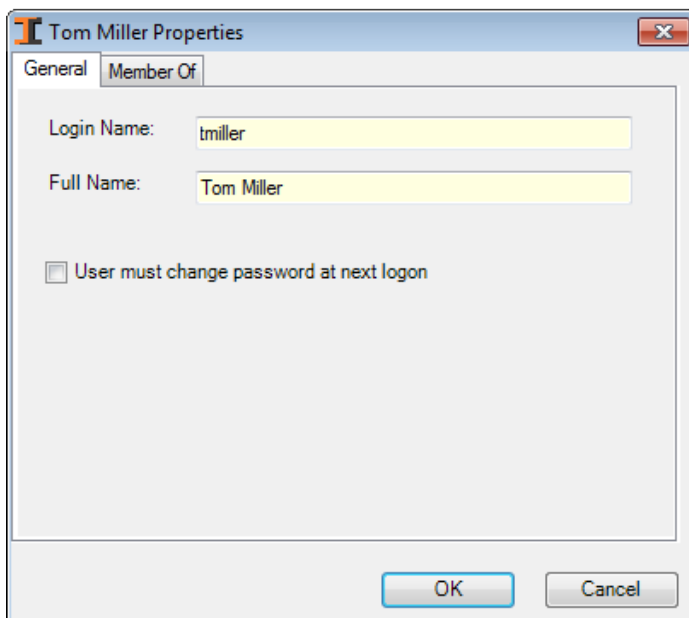 Tom Miller Properties
General Member Of
Login Name: tmiller
Full Name: Tom Miller
User must change password at next logon
OK Cancel